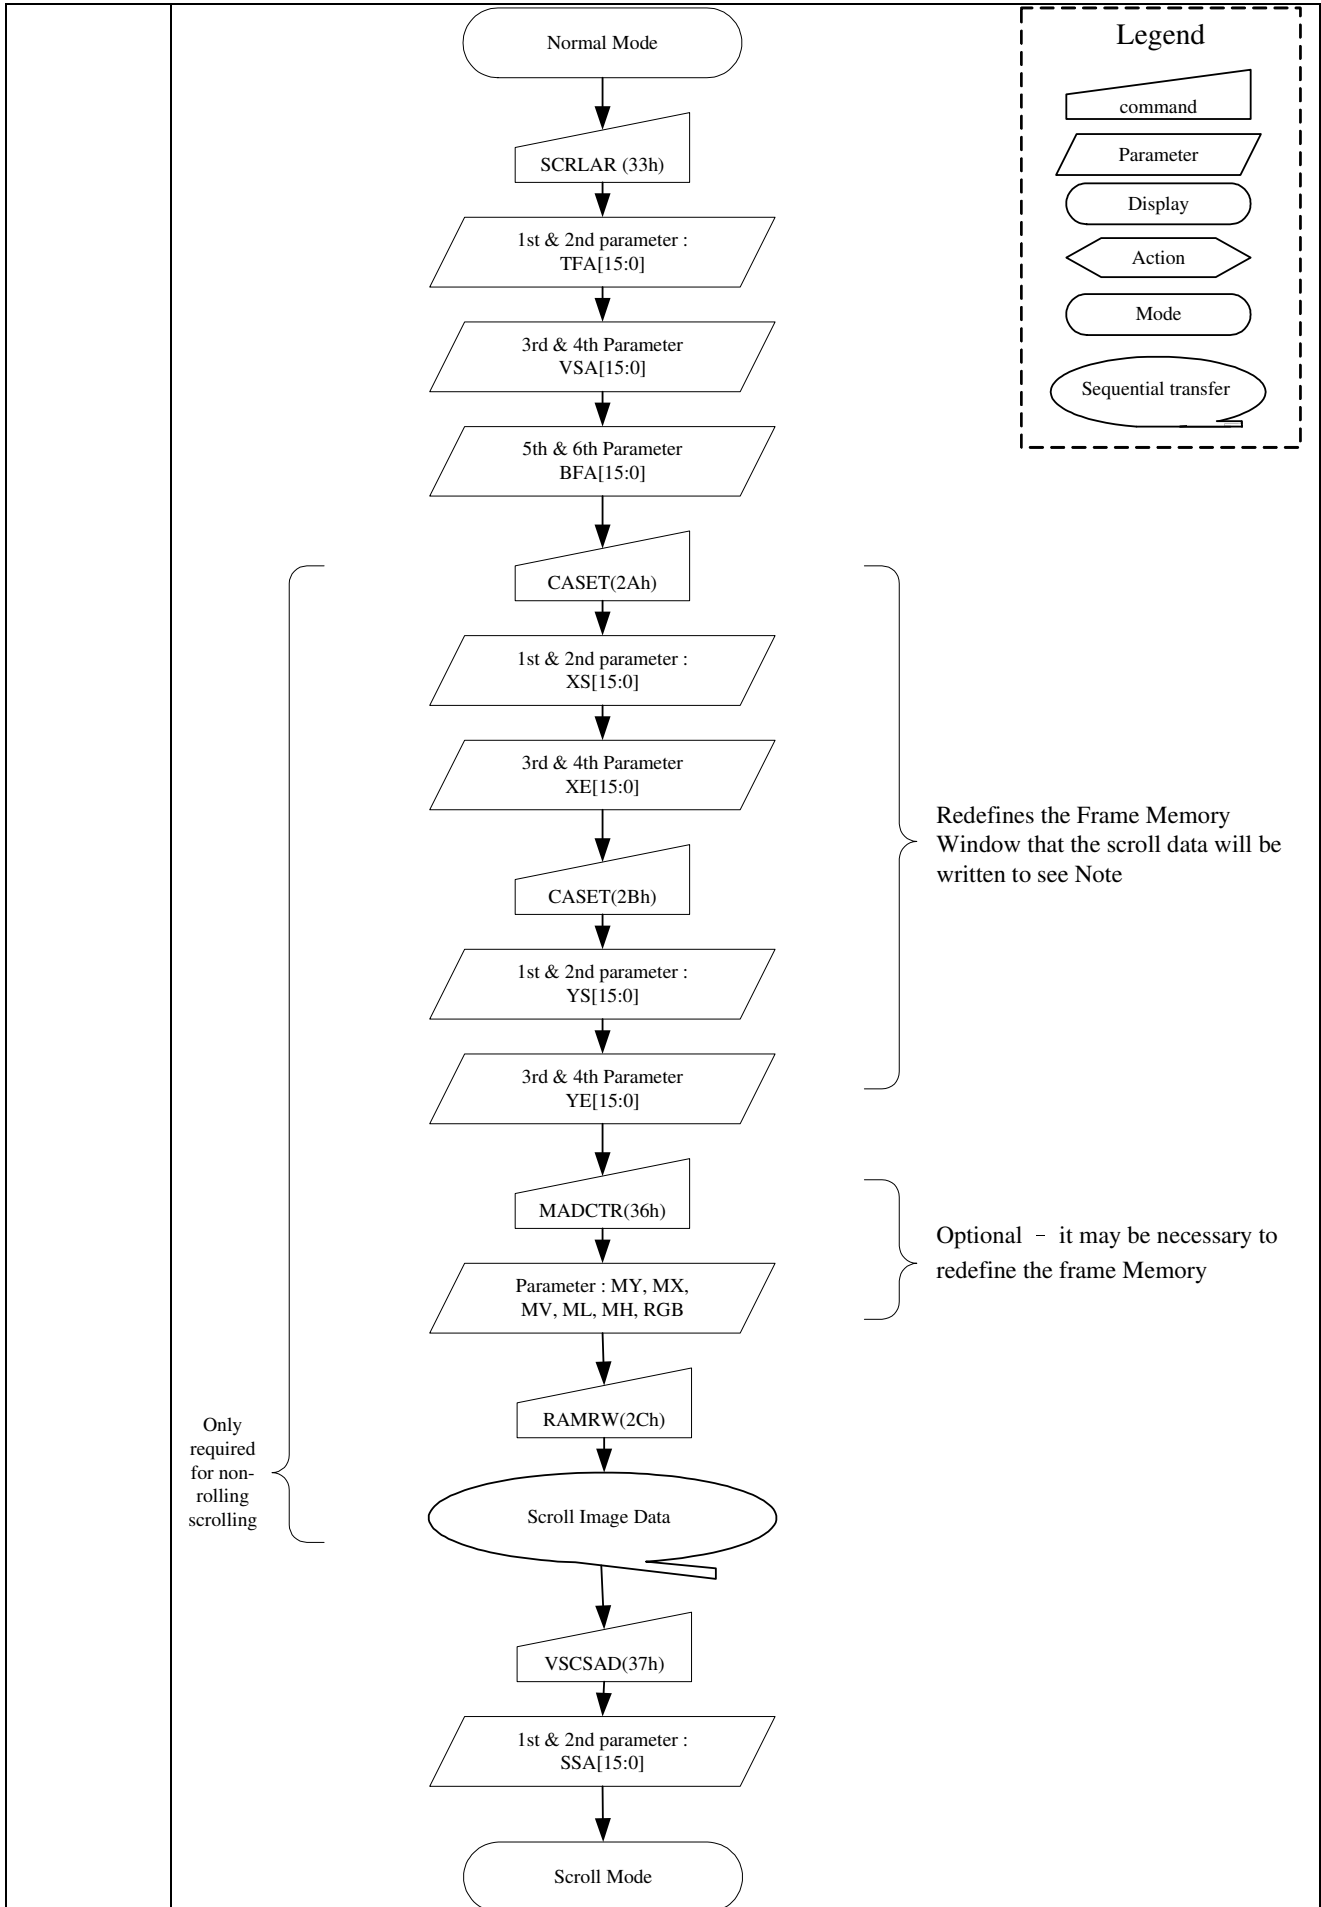 Normal Mode
SCRLAR (33h)
1st & 2nd parameter :
TFA[15:0]
3rd & 4th Parameter
VSA[15:0]
5th & 6th Parameter
BFA[15:0]
CASET(2Ah)
1st & 2nd parameter :
XS[15:0]
3rd & 4th Parameter
XE[15:0]
CASET(2Bh)
1st & 2nd parameter :
YS[15:0]
3rd & 4th Parameter
YE[15:0]
MADCTR(36h)
Parameter : MY, MX,
MV, ML, MH, RGB
RAMRW(2Ch)
Scroll Image Data
VSCSAD(37h)
1st & 2nd parameter :
SSA[15:0]
Scroll Mode
Only
required
for non-
rolling
scrolling
Redefines the Frame Memory
Window that the scroll data will be
written to see Note
Optional – it may be necessary to
redefine the frame Memory
Legend
command
Parameter
Display
Action
Mode
Sequential transfer